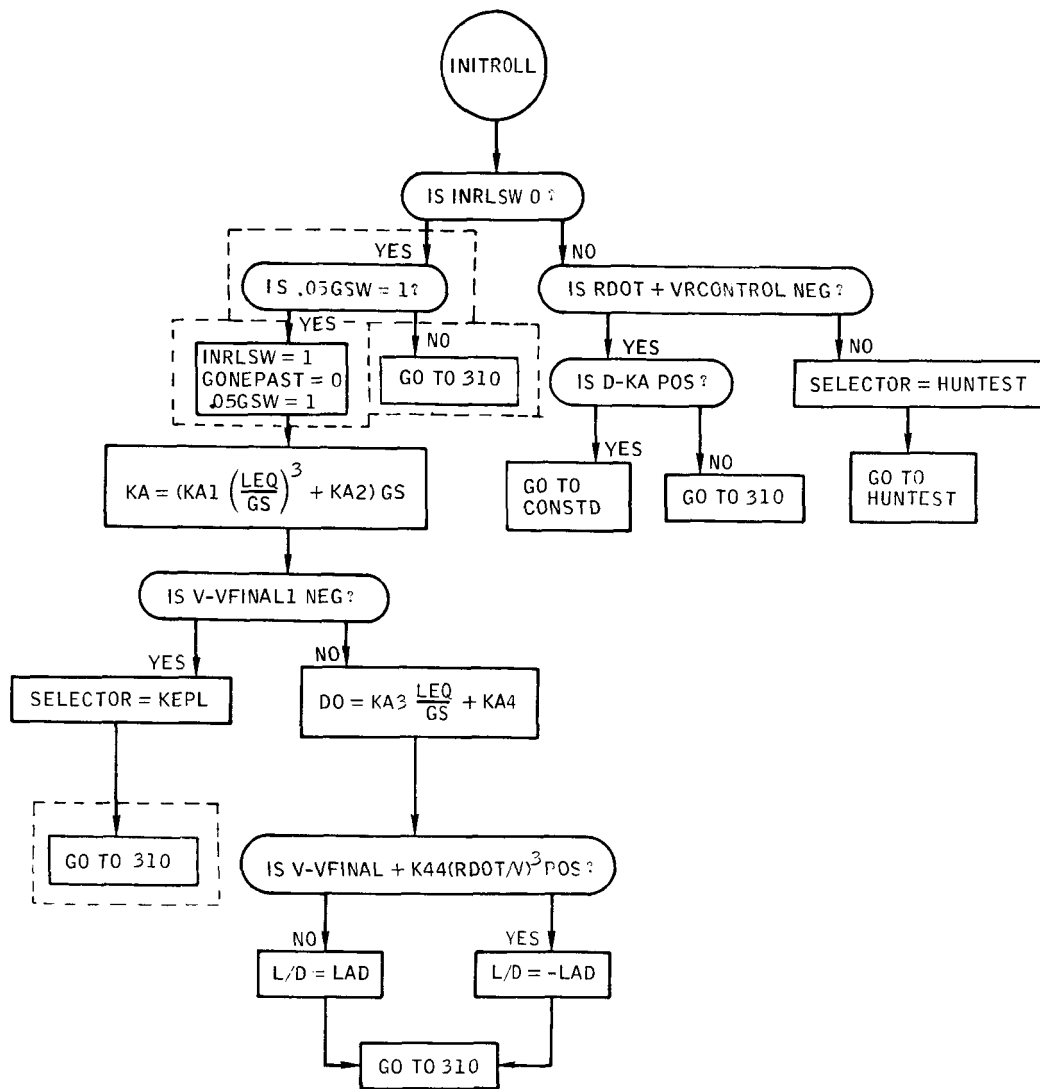 INITROLL
IS INRLSW 0?
YES
NO
IS .05GSW = 1?
IS RDOT + VRCONTROL NEG?
YES
NO
YES
NO
INRLSW = 1
GONEPAST = 0
.05GSW = 1
GO TO 310
IS D-KA POS?
SELECTOR = HUNTEST
YES
NO
KA = (KA1 (LEQ/GS)³ + KA2) GS
GO TO
CONSTD
GO TO 310
GO TO
HUNTEST
IS V-VFINAL1 NEG?
YES
NO
SELECTOR = KEPL
DO = KA3 LEQ/GS + KA4
GO TO 310
IS V-VFINAL + K44(RDOT/V)³ POS?
NO
YES
L/D = LAD
L/D = -LAD
GO TO 310